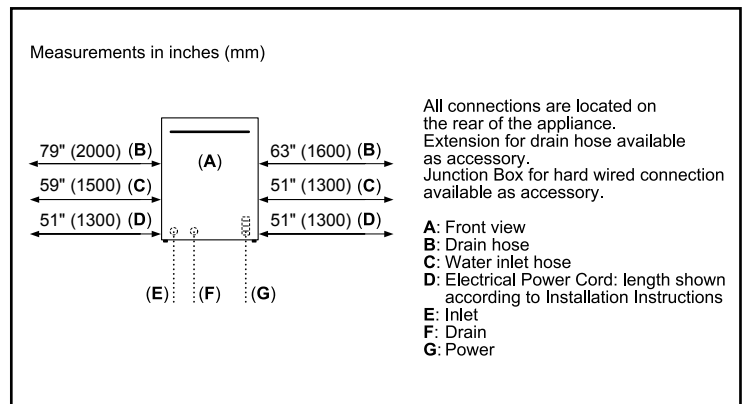 Measurements in inches (mm)
79" (2000) (B)
63" (1600) (B)
(A)
59" (1500) (C)
51" (1300) (C)
51" (1300) (D)
51" (1300) (D)
(E)
(F)
(G)
All connections are located on
the rear of the appliance.
Extension for drain hose available
as accessory.
Junction Box for hard wired connection
available as accessory.
A: Front view
B: Drain hose
C: Water inlet hose
D: Electrical Power Cord: length shown
according to Installation Instructions
E: Inlet
F: Drain
G: Power